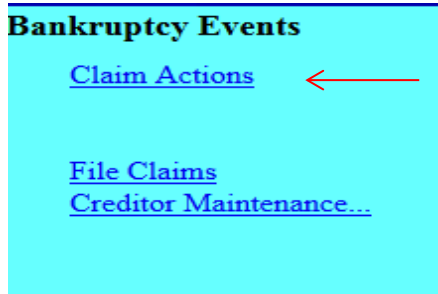 Bankruptcy Events
Claim Actions
File Claims
Creditor Maintenance...